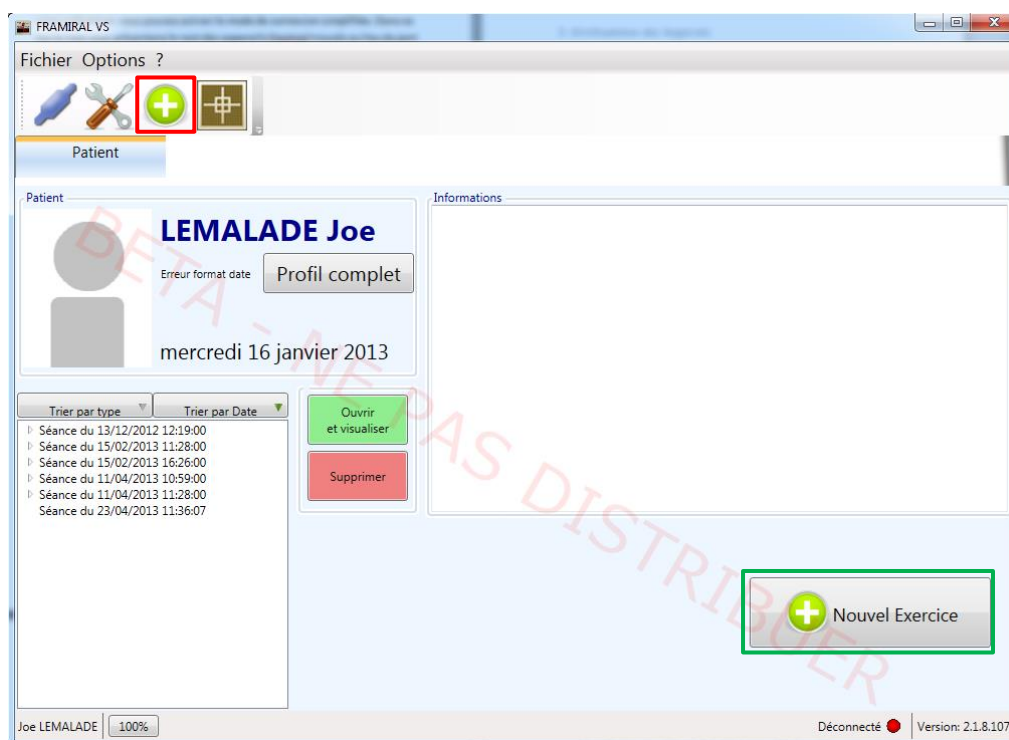 FRAMIRAL VS
Fichier Options ?
Patient
Patient
LEMALADE Joe
Erreur format date
Profil complet
mercredi 16 janvier 2013
Informations
Trier par type
Trier par Date
Séance du 13/12/2012 12:19:00
Séance du 15/02/2013 11:28:00
Séance du 15/02/2013 16:26:00
Séance du 11/04/2013 10:59:00
Séance du 11/04/2013 11:28:00
Séance du 23/04/2013 11:36:07
Ouvrir
et visualiser
Supprimer
BETA - NE PAS DISTRIBUER
Nouvel Exercice
Joe LEMALADE
100%
Déconnecté
Version: 2.1.8.107